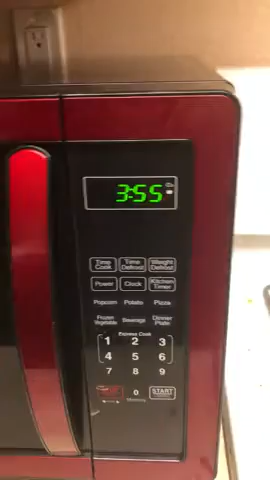 3:55
Time Cook Time Defrost Weight Defrost
Power Clock Kitchen Timer
Popcorn Potato Pizza
Frozen Vegetable Beverage Dinner Plate
Express Cook
1 2 3
4 5 6
7 8 9
0 START
Memory